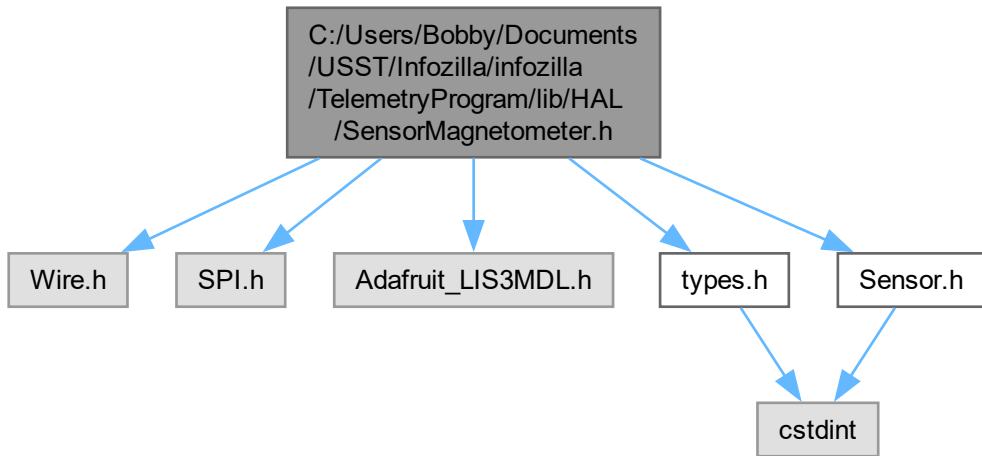 C:/Users/Bobby/Documents
/USST/Infozilla/infozilla
/TelemetryProgram/lib/HAL
/SensorMagnetometer.h
Wire.h
SPI.h
Adafruit_LIS3MDL.h
types.h
Sensor.h
cstdint